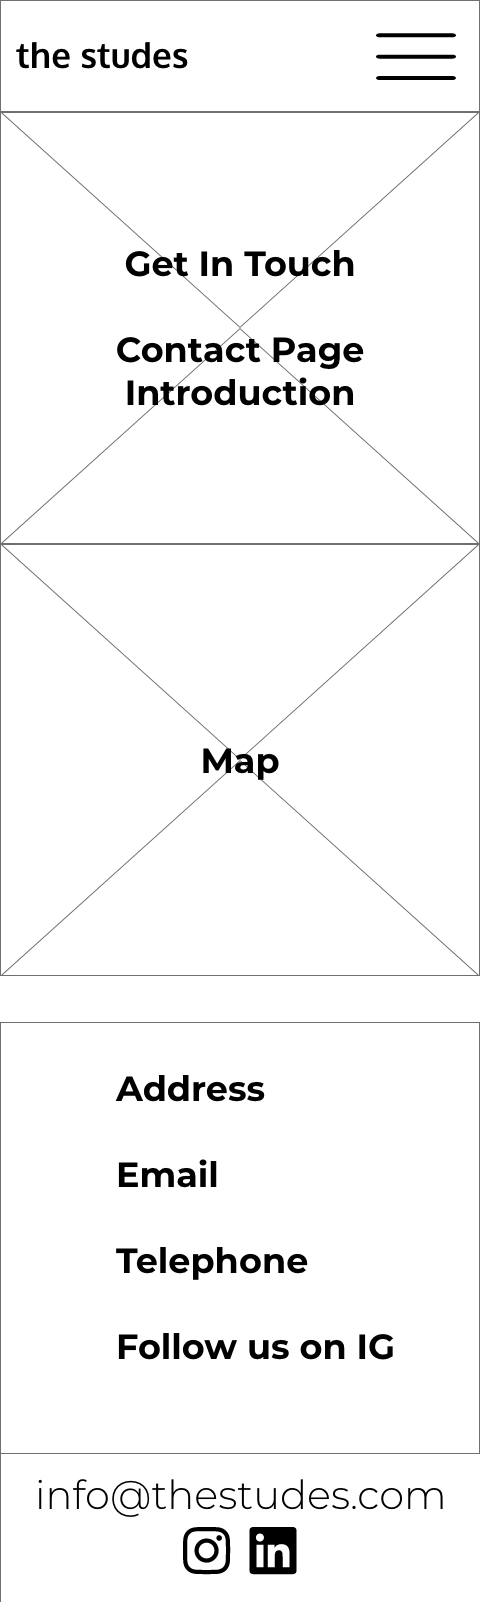 the studes
Get In Touch
Contact Page
Introduction
Map
Address
Email
Telephone
Follow us on IG
info@thestudes.com
in